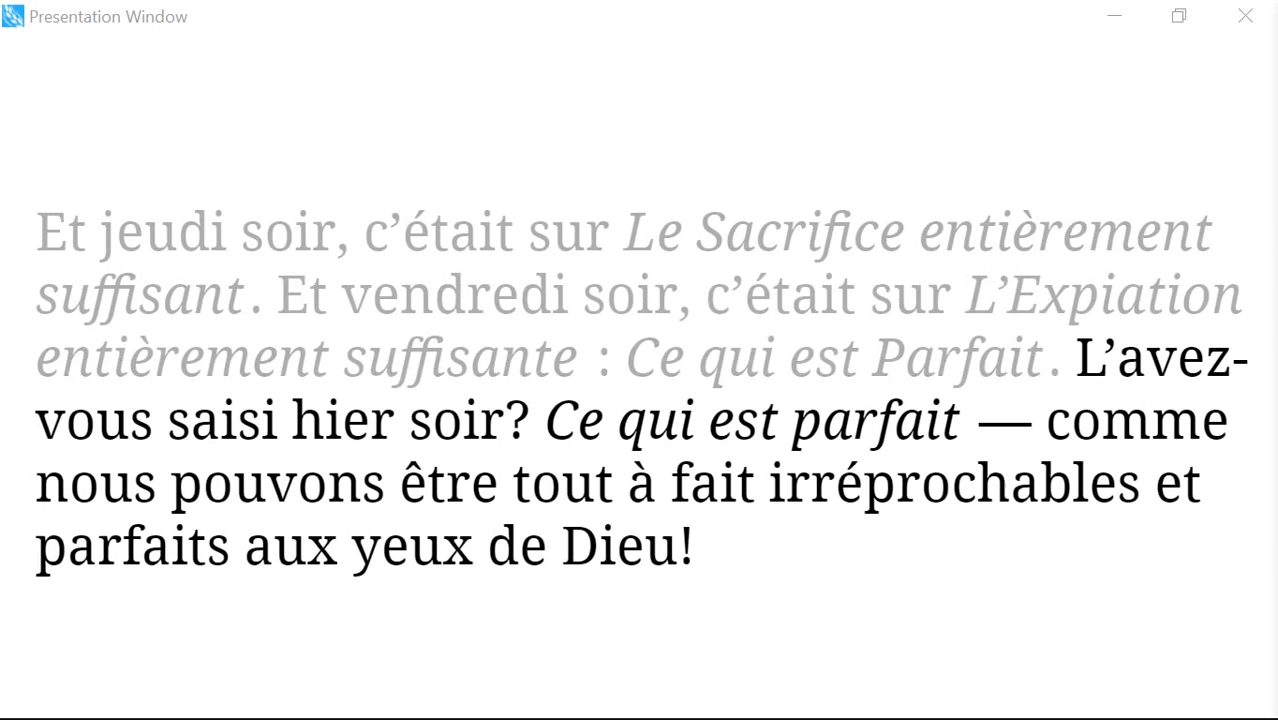 Presentation Window
Et jeudi soir, c’était sur Le Sacrifice entièrement
suffisant. Et vendredi soir, c’était sur L’Expiation
entièrement suffisante : Ce qui est Parfait. L’avez-
vous saisi hier soir? Ce qui est parfait — comme
nous pouvons être tout à fait irréprochables et
parfaits aux yeux de Dieu!